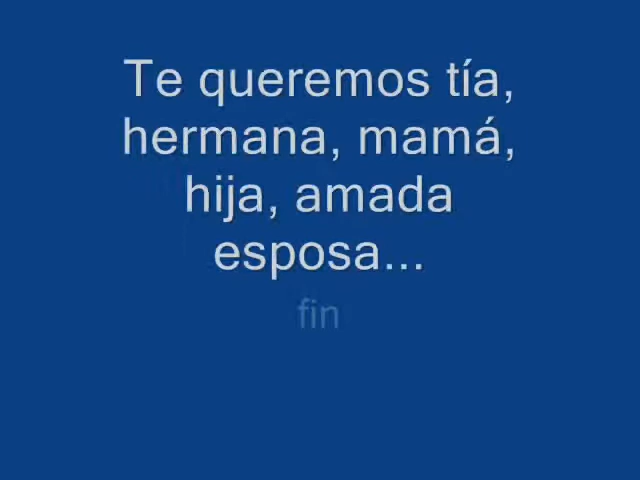 Te queremos tía,
hermana, mamá,
hija, amada
esposa...
fin